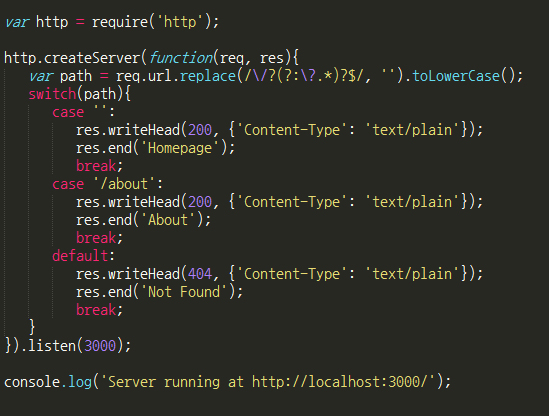 var http = require('http');
http.createServer(function(req, res){
var path = req.url.replace(/\/?(?:\?.*)?$/, '').toLowerCase();
switch(path){
case '':
res.writeHead(200, {'Content-Type': 'text/plain'});
res.end('Homepage');
break;
case '/about':
res.writeHead(200, {'Content-Type': 'text/plain'});
res.end('About');
break;
default:
res.writeHead(404, {'Content-Type': 'text/plain'});
res.end('Not Found');
break;
}
}).listen(3000);
console.log('Server running at http://localhost:3000/');